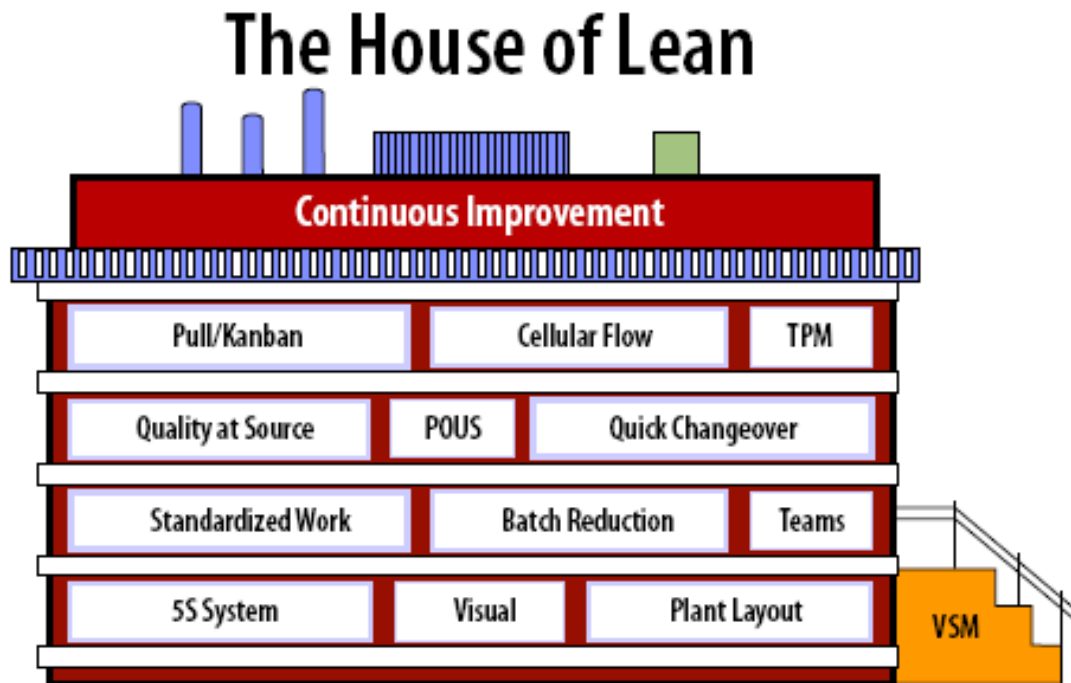 The House of Lean
Continuous Improvement
Pull/Kanban Cellular Flow TPM
Quality at Source POUS Quick Changeover
Standardized Work Batch Reduction Teams
5S System Visual Plant Layout VSM